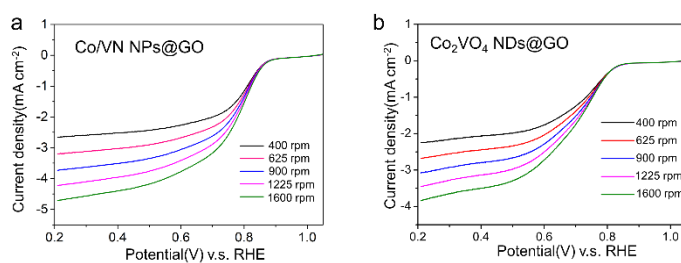 a
Co/VN NPs@GO
Current density(mA cm-2)
1
0
-1
-2
-3
-4
-5
400 rpm
625 rpm
900 rpm
1225 rpm
1600 rpm
0.2
0.4
0.6
0.8
1.0
Potential(V) v.s. RHE
b
Co2VO4 NDs@GO
Current density(mA cm-2)
1
0
-1
-2
-3
-4
400 rpm
625 rpm
900 rpm
1225 rpm
1600 rpm
0.2
0.4
0.6
0.8
1.0
Potential(V) v.s. RHE